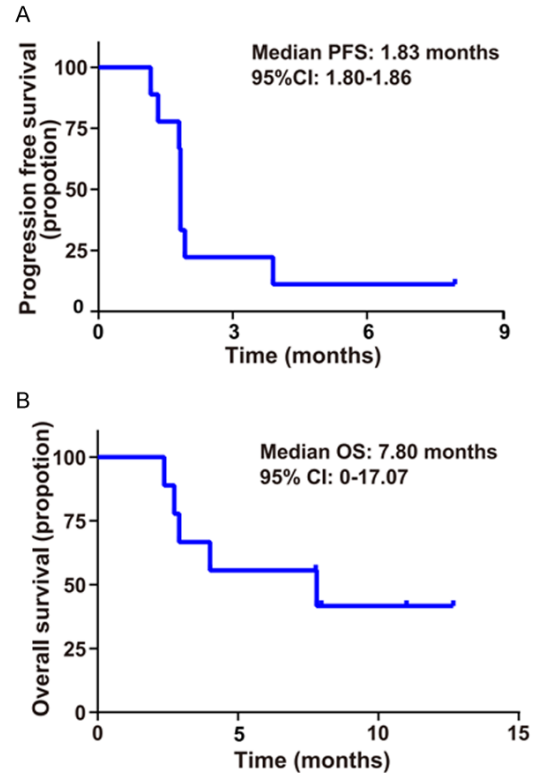 A
Median PFS: 1.83 months
95%CI: 1.80-1.86
Progression free survival
(propotion)
100
75
50
25
0
0 3 6 9
Time (months)
B
Median OS: 7.80 months
95% CI: 0-17.07
Overall survival (propotion)
100
75
50
25
0
0 5 10 15
Time (months)